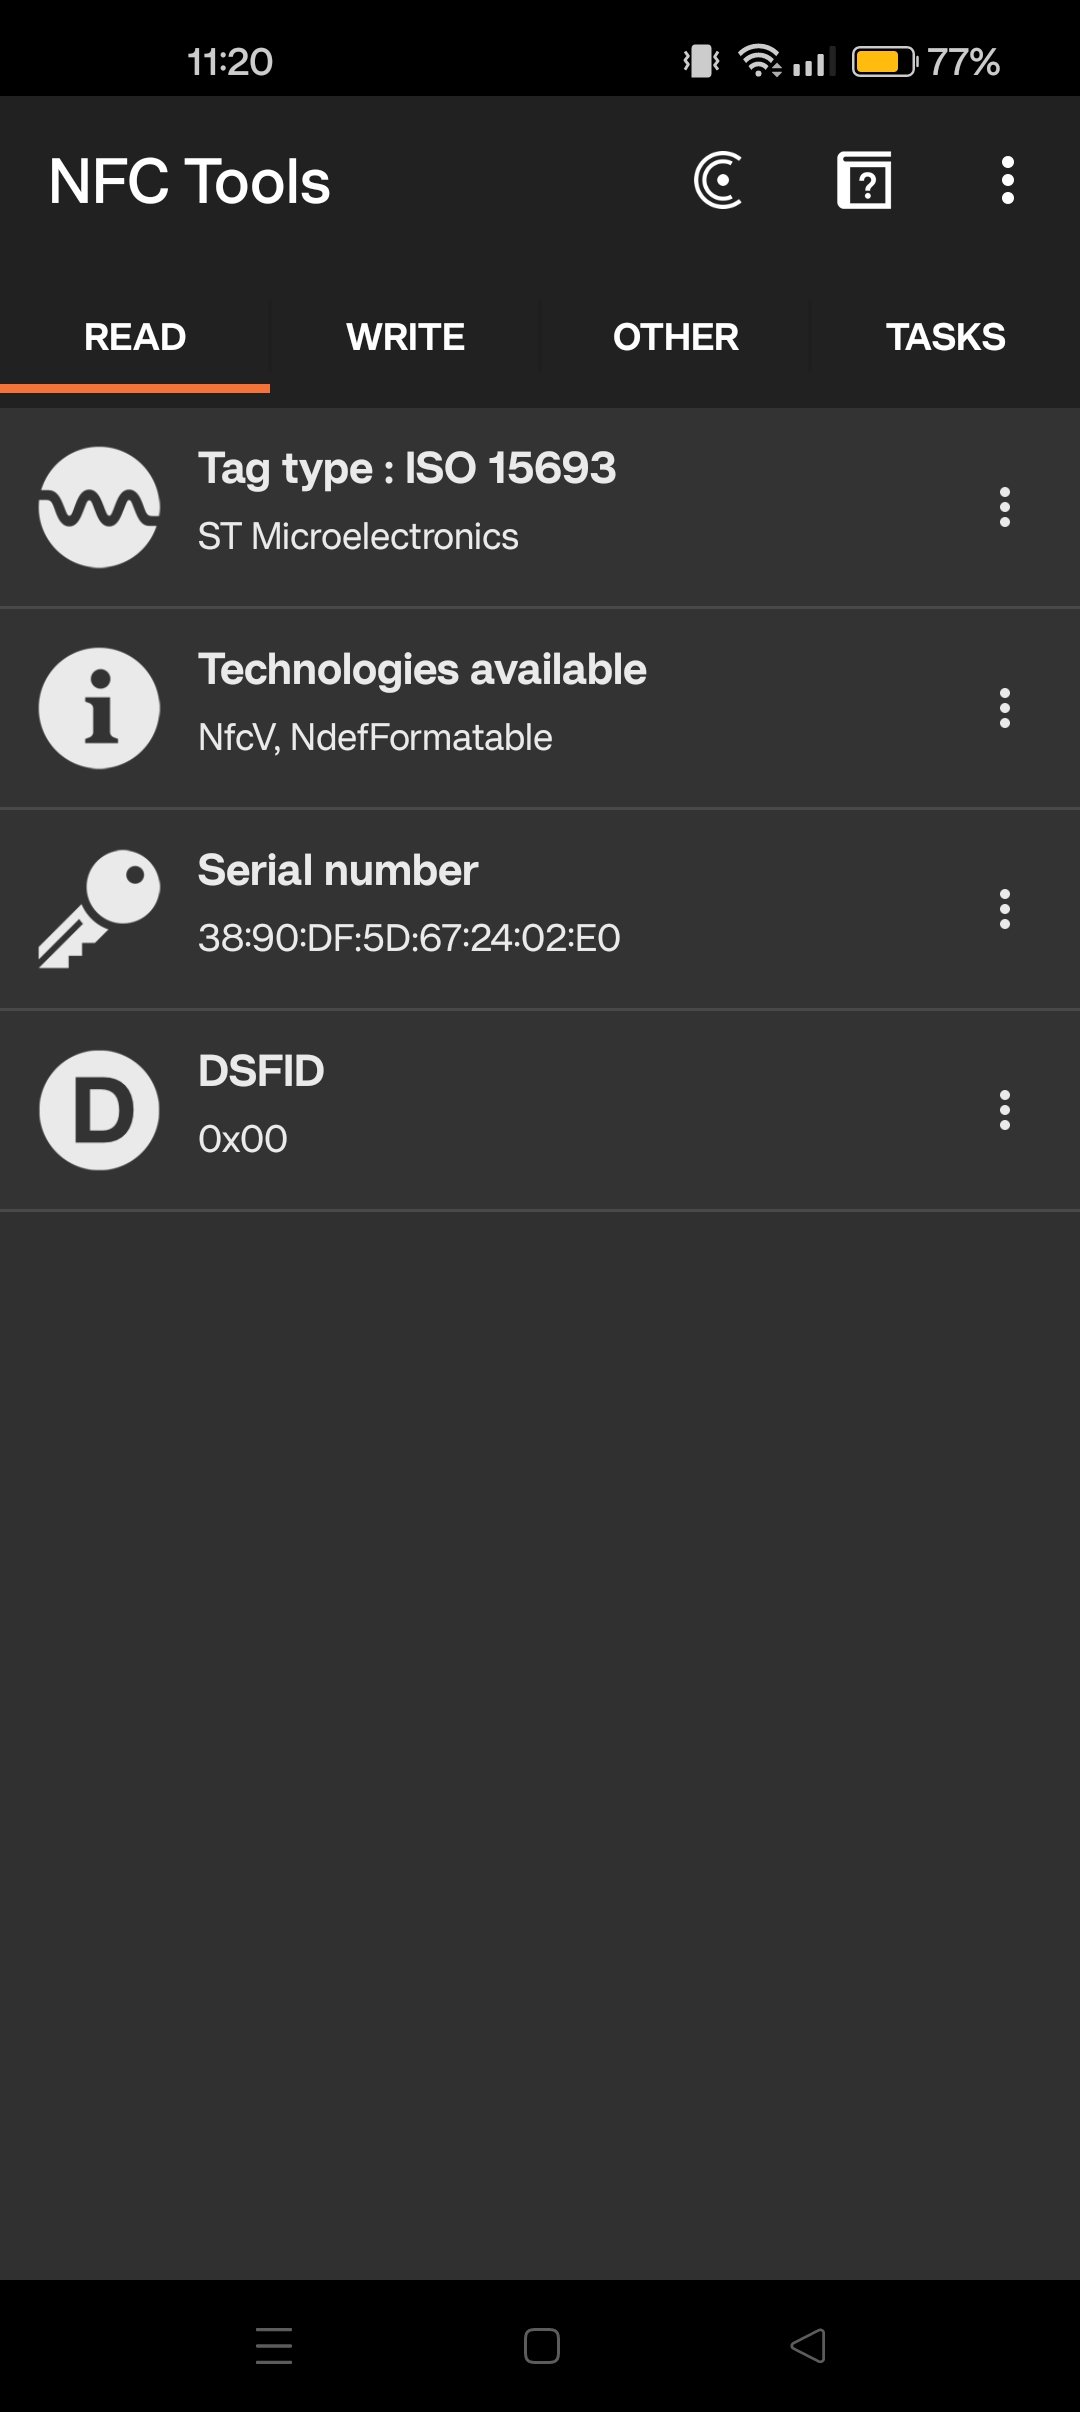 11:20
77%
NFC Tools
READ
WRITE
OTHER
TASKS
Tag type : ISO 15693
ST Microelectronics
Technologies available
NfcV, NdefFormatable
Serial number
38:90:DF:5D:67:24:02:E0
D
DSFID
0x00